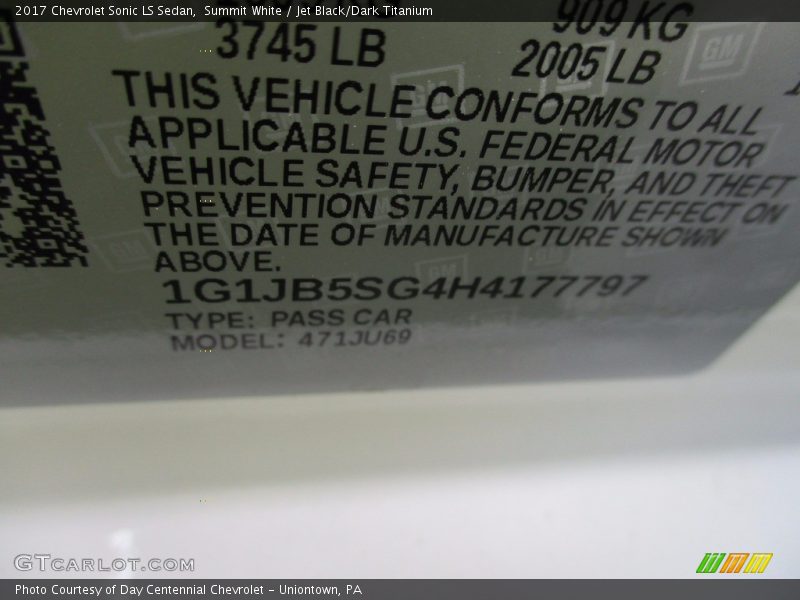 2017 Chevrolet Sonic LS Sedan, Summit White / Jet Black/Dark Titanium
909 KG
3745 LB
2005 LB
THIS VEHICLE CONFORMS TO ALL
APPLICABLE U.S. FEDERAL MOTOR
VEHICLE SAFETY, BUMPER, AND THEFT
PREVENTION STANDARDS IN EFFECT ON
THE DATE OF MANUFACTURE SHOWN
ABOVE.
1G1JB5SG4H4177797
TYPE: PASS CAR
MODEL: 471JU69
GM
GTCARLOT.COM
Photo Courtesy of Day Centennial Chevrolet - Uniontown, PA